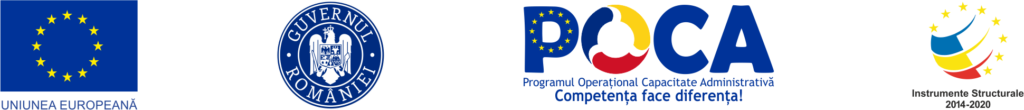 UNIUNEA EUROPEANĂ
GUVERNUL ROMÂNIEI
POCA
Programul Operațional Capacitate Administrativă
Competența face diferența!
Instrumente Structurale
2014-2020